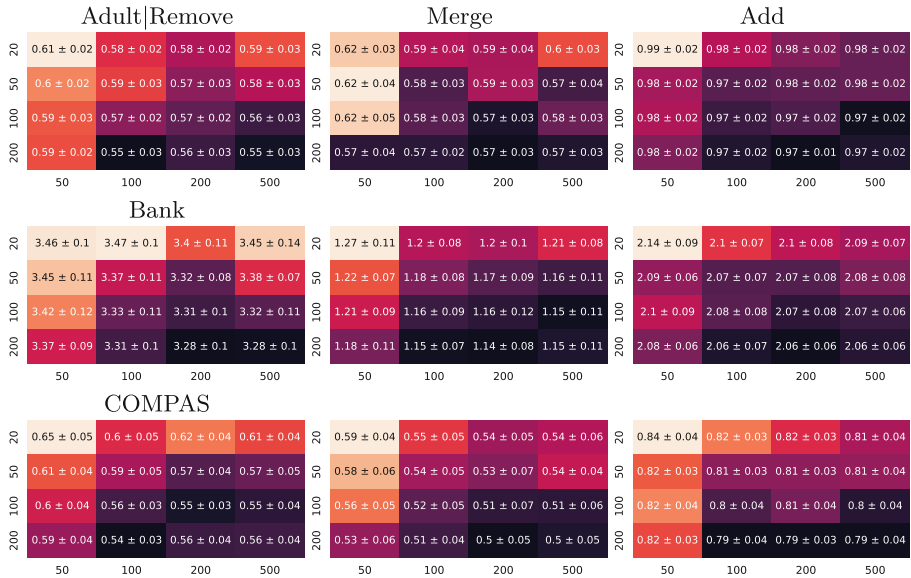 Adult|Remove Merge Add
20 0.61 ± 0.02 0.58 ± 0.02 0.58 ± 0.02 0.59 ± 0.03 20 0.62 ± 0.03 0.59 ± 0.04 0.59 ± 0.04 0.6 ± 0.03 20 0.99 ± 0.02 0.98 ± 0.02 0.98 ± 0.02 0.98 ± 0.02
50 0.6 ± 0.02 0.59 ± 0.03 0.57 ± 0.03 0.58 ± 0.03 50 0.62 ± 0.04 0.58 ± 0.03 0.59 ± 0.03 0.57 ± 0.04 50 0.98 ± 0.02 0.98 ± 0.02 0.98 ± 0.02 0.98 ± 0.02
100 0.59 ± 0.03 0.57 ± 0.02 0.57 ± 0.02 0.56 ± 0.03 100 0.62 ± 0.05 0.58 ± 0.03 0.57 ± 0.03 0.58 ± 0.03 100 0.98 ± 0.02 0.97 ± 0.02 0.97 ± 0.02 0.97 ± 0.02
200 0.59 ± 0.02 0.55 ± 0.03 0.56 ± 0.03 0.55 ± 0.03 200 0.57 ± 0.04 0.57 ± 0.02 0.57 ± 0.03 0.57 ± 0.03 200 0.98 ± 0.02 0.97 ± 0.02 0.97 ± 0.01 0.97 ± 0.02
50 100 200 500 50 100 200 500 50 100 200 500
Bank
20 3.46 ± 0.1 3.47 ± 0.1 3.4 ± 0.11 3.45 ± 0.14 20 1.27 ± 0.11 1.2 ± 0.08 1.2 ± 0.1 1.21 ± 0.08 20 2.14 ± 0.09 2.1 ± 0.07 2.1 ± 0.08 2.09 ± 0.07
50 3.45 ± 0.11 3.37 ± 0.11 3.32 ± 0.08 3.38 ± 0.07 50 1.22 ± 0.07 1.18 ± 0.08 1.17 ± 0.09 1.16 ± 0.11 50 2.09 ± 0.06 2.07 ± 0.07 2.07 ± 0.08 2.08 ± 0.08
100 3.42 ± 0.12 3.33 ± 0.11 3.31 ± 0.1 3.32 ± 0.11 100 1.21 ± 0.09 1.16 ± 0.09 1.16 ± 0.12 1.15 ± 0.11 100 2.1 ± 0.09 2.08 ± 0.08 2.07 ± 0.08 2.07 ± 0.06
200 3.37 ± 0.09 3.31 ± 0.1 3.28 ± 0.1 3.28 ± 0.1 200 1.18 ± 0.11 1.15 ± 0.07 1.14 ± 0.08 1.15 ± 0.11 200 2.08 ± 0.06 2.06 ± 0.07 2.06 ± 0.06 2.06 ± 0.06
50 100 200 500 50 100 200 500 50 100 200 500
COMPAS
20 0.65 ± 0.05 0.6 ± 0.05 0.62 ± 0.04 0.61 ± 0.04 20 0.59 ± 0.04 0.55 ± 0.05 0.54 ± 0.05 0.54 ± 0.06 20 0.84 ± 0.04 0.82 ± 0.03 0.82 ± 0.03 0.81 ± 0.04
50 0.61 ± 0.04 0.59 ± 0.05 0.57 ± 0.04 0.57 ± 0.05 50 0.58 ± 0.06 0.54 ± 0.05 0.53 ± 0.07 0.54 ± 0.04 50 0.82 ± 0.03 0.81 ± 0.03 0.81 ± 0.03 0.81 ± 0.04
100 0.6 ± 0.04 0.56 ± 0.03 0.55 ± 0.03 0.55 ± 0.04 100 0.56 ± 0.05 0.52 ± 0.05 0.51 ± 0.07 0.51 ± 0.06 100 0.82 ± 0.04 0.8 ± 0.04 0.81 ± 0.04 0.8 ± 0.04
200 0.59 ± 0.04 0.54 ± 0.03 0.56 ± 0.04 0.56 ± 0.04 200 0.53 ± 0.06 0.51 ± 0.04 0.5 ± 0.05 0.5 ± 0.05 200 0.82 ± 0.03 0.79 ± 0.04 0.79 ± 0.03 0.79 ± 0.04
50 100 200 500 50 100 200 500 50 100 200 500